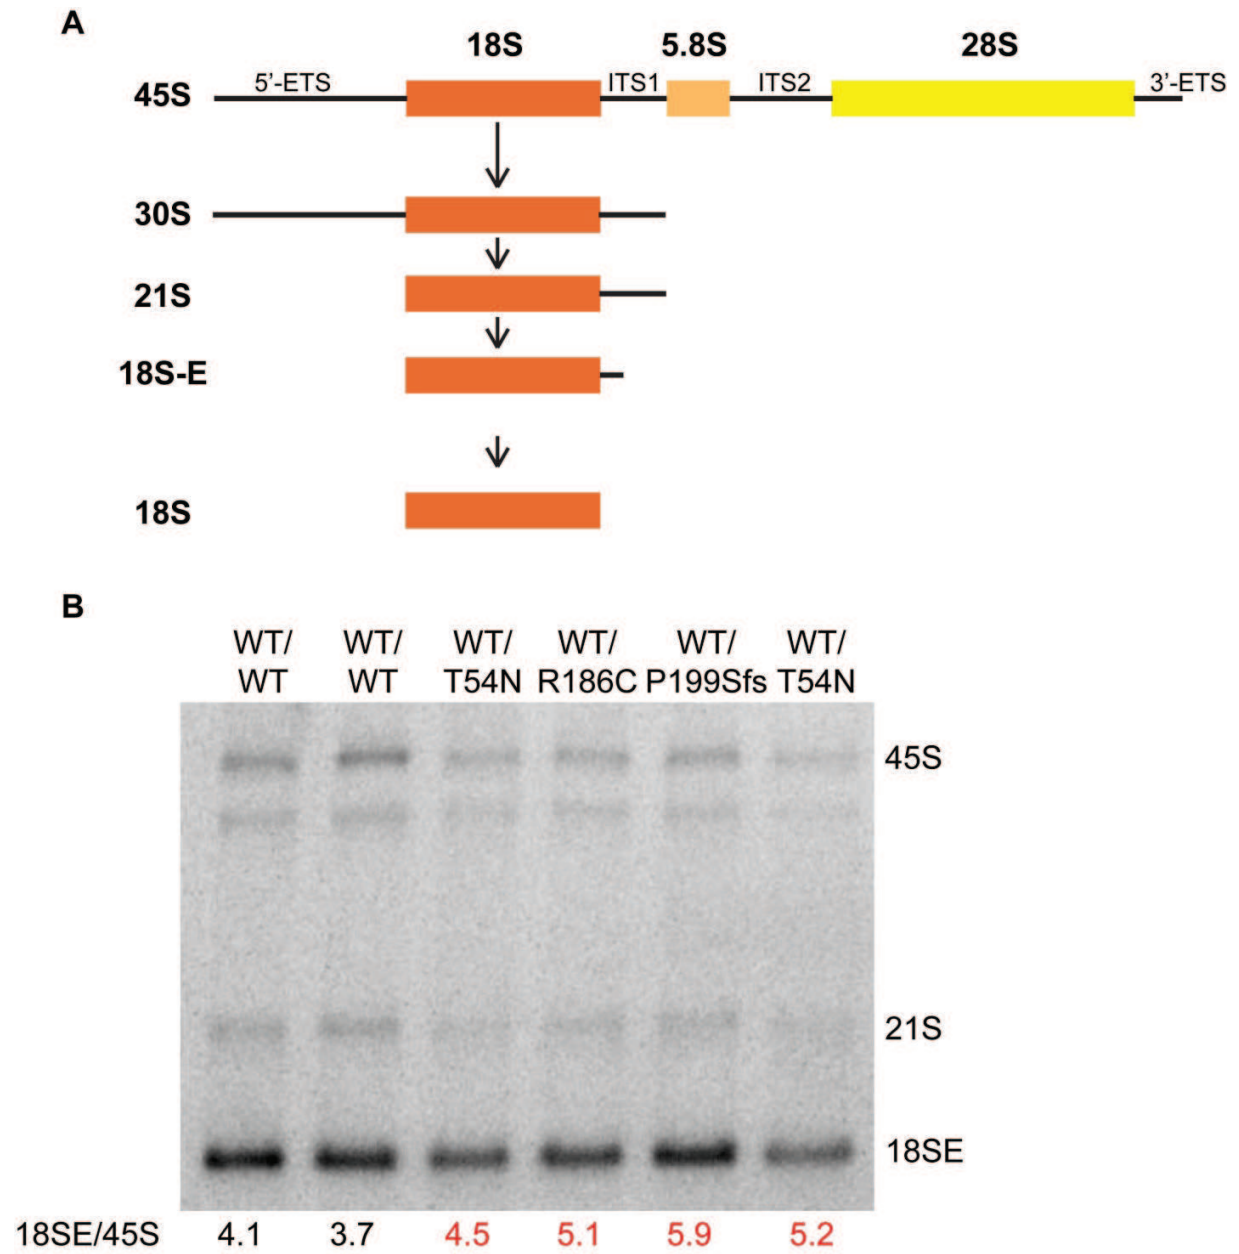 A
18S 5.8S 28S
5'-ETS ITS1 ITS2 3'-ETS
45S
30S
21S
18S-E
18S
B
WT/ WT/ WT/ WT/ WT/ WT/
WT WT T54N R186C P199Sfs T54N
45S
21S
18SE
18SE/45S 4.1 3.7 4.5 5.1 5.9 5.2